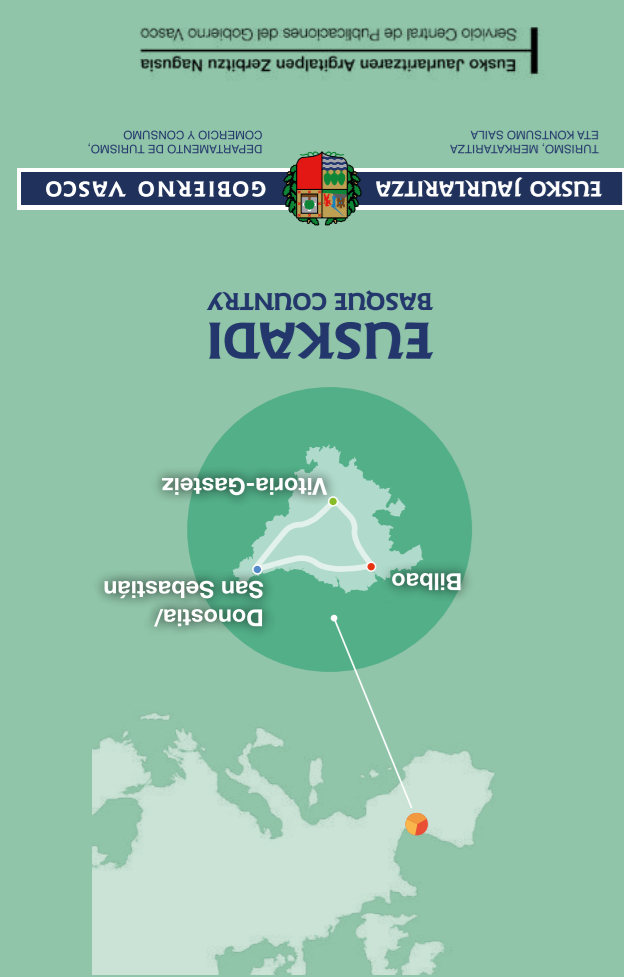 Donostia/
San Sebastián
Bilbao
Vitoria-Gasteiz
EUSKADI
BASQUE COUNTRY
EUSKO JAURLARITZA
GOBIERNO VASCO
TURISMO, MERKATARITZA
ETA KONTSUMO SAILA
DEPARTAMENTO DE TURISMO,
COMERCIO Y CONSUMO
Eusko Jaurlaritzaren Argitalpen Zerbitzu Nagusia
Servicio Central de Publicaciones del Gobierno Vasco